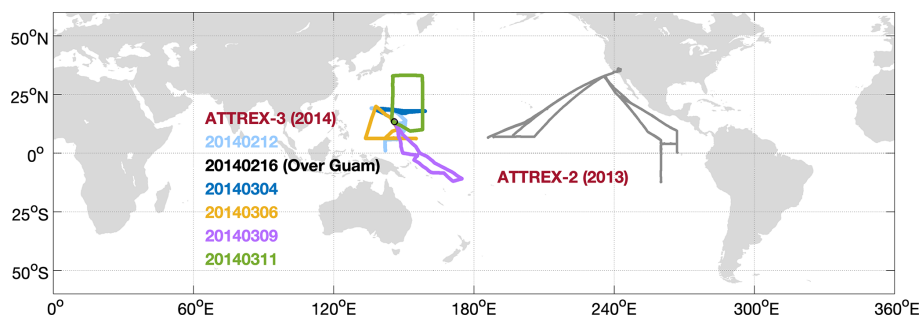 50°N
25°N
ATTREX-3 (2014)
20140212
0°
20140216 (Over Guam)
ATTREX-2 (2013)
20140304
25°S
20140306
20140309
20140311
50°S
0° 60°E 120°E 180°E 240°E 300°E 360°E